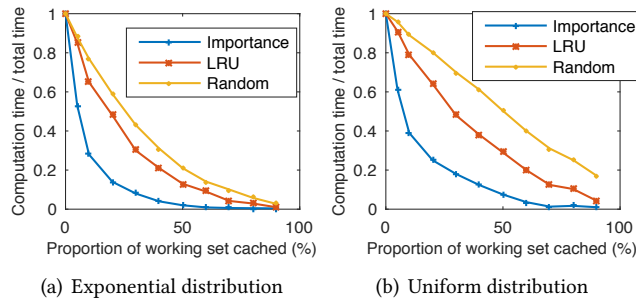 Computation time / total time
1
0.8
0.6
0.4
0.2
0
0
50
100
Importance
LRU
Random
Proportion of working set cached (%)
(a) Exponential distribution
Computation time / total time
1
0.8
0.6
0.4
0.2
0
0
50
100
Importance
LRU
Random
Proportion of working set cached (%)
(b) Uniform distribution